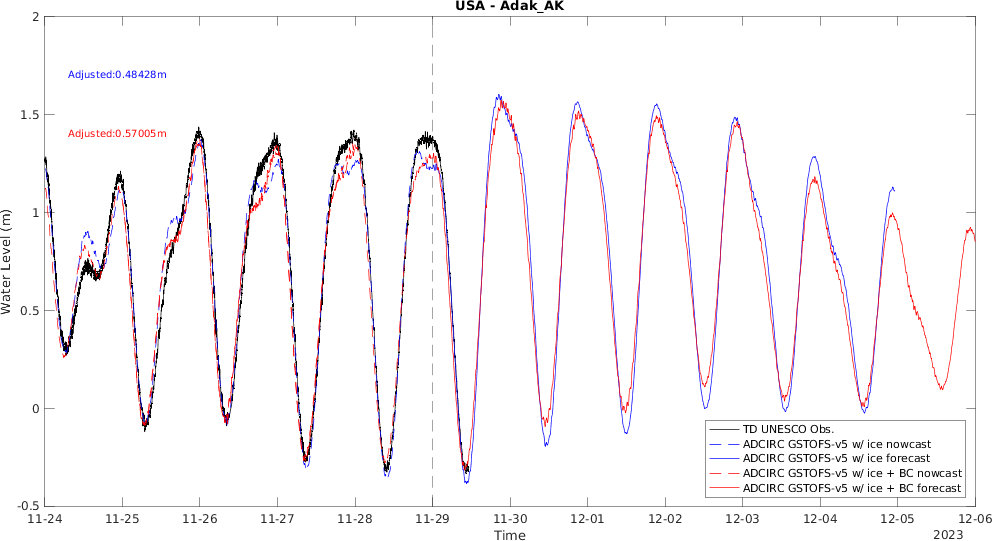 USA - Adak_AK
2
1.5
1
0.5
0
-0.5
Water Level (m)
Adjusted:0.48428m
Adjusted:0.57005m
TD UNESCO Obs.
ADCIRC GSTOFS-v5 w/ ice nowcast
ADCIRC GSTOFS-v5 w/ ice forecast
ADCIRC GSTOFS-v5 w/ ice + BC nowcast
ADCIRC GSTOFS-v5 w/ ice + BC forecast
11-24 11-25 11-26 11-27 11-28 11-29 11-30 12-01 12-02 12-03 12-04 12-05 12-06
Time
2023